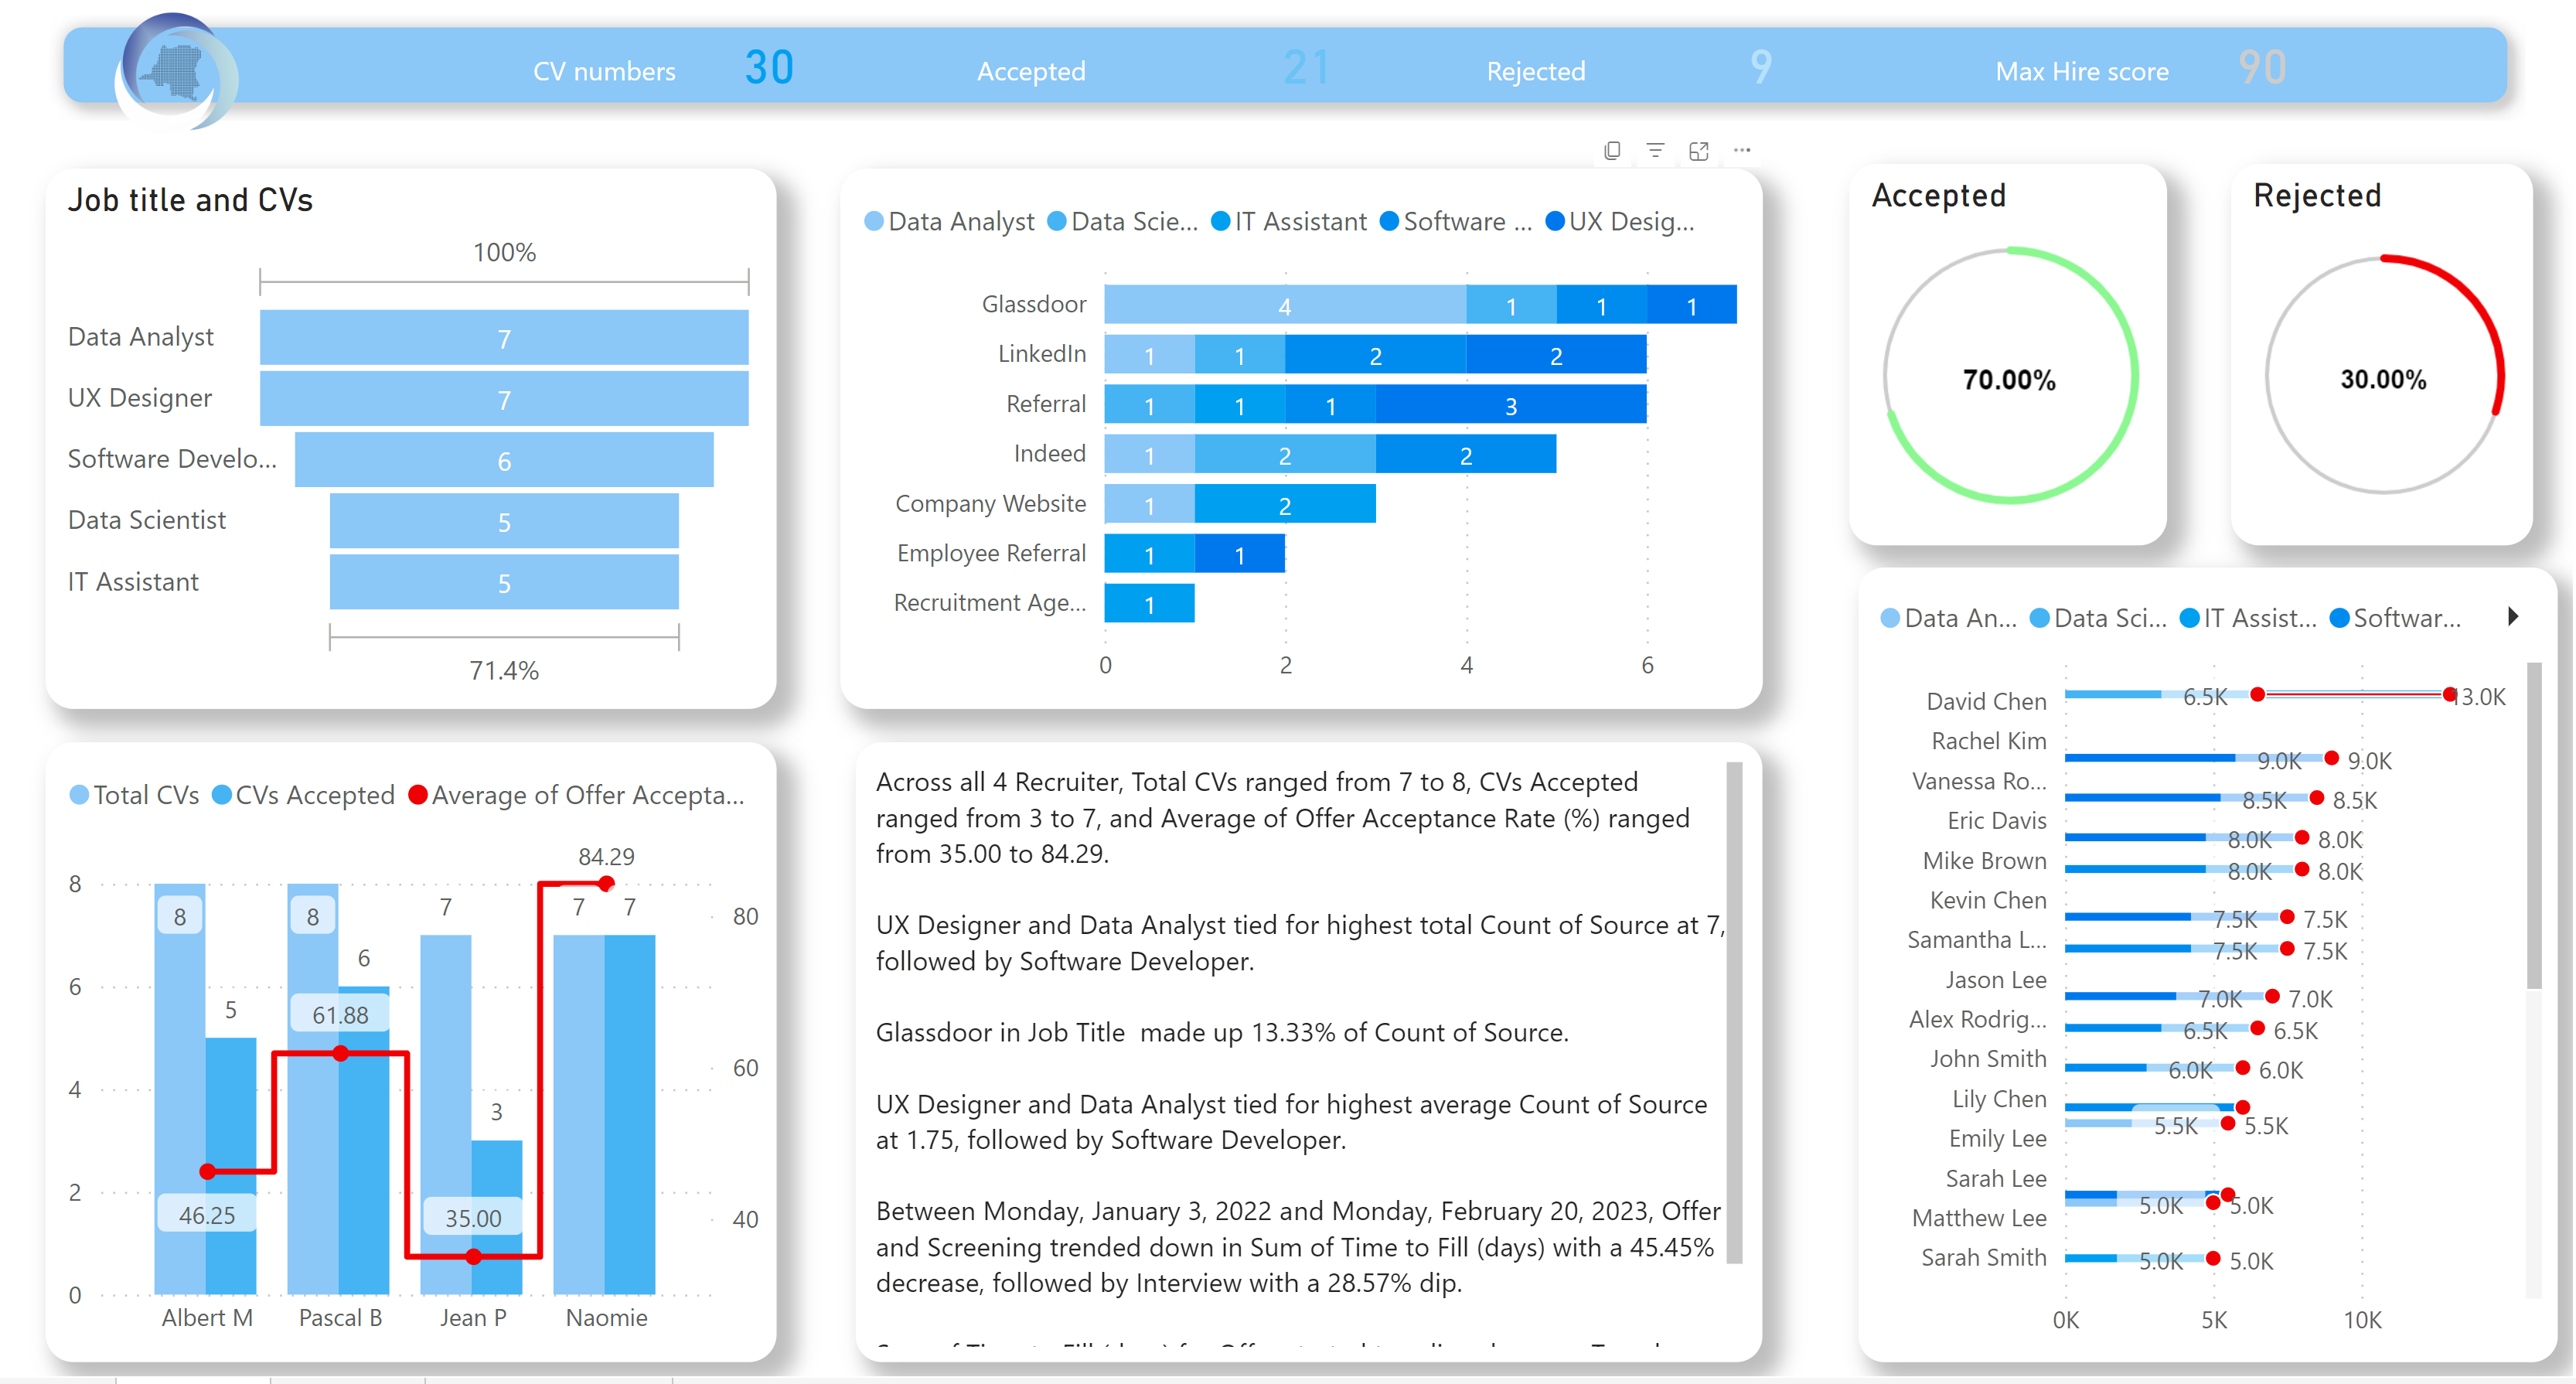 CV numbers 30 Accepted 21 Rejected 9 Max Hire score 90
Job title and CVs
100%
Data Analyst 7
UX Designer 7
Software Develo... 6
Data Scientist 5
IT Assistant 5
71.4%
Data Analyst Data Scie... IT Assistant Software ... UX Desig...
Glassdoor 4 1 1 1
LinkedIn 1 1 2 2
Referral 1 1 1 3
Indeed 1 2 2
Company Website 1 2
Employee Referral 1 1
Recruitment Age... 1
0 2 4 6
Accepted
70.00%
Rejected
30.00%
Total CVs CVs Accepted Average of Offer Accepta...
84.29
8 8 8 7 7 7 80
6 6
5 61.88 60
4
3
2
46.25 35.00 40
0
Albert M Pascal B Jean P Naomie
Across all 4 Recruiter, Total CVs ranged from 7 to 8, CVs Accepted
ranged from 3 to 7, and Average of Offer Acceptance Rate (%) ranged
from 35.00 to 84.29.
UX Designer and Data Analyst tied for highest total Count of Source at 7,
followed by Software Developer.
Glassdoor in Job Title made up 13.33% of Count of Source.
UX Designer and Data Analyst tied for highest average Count of Source
at 1.75, followed by Software Developer.
Between Monday, January 3, 2022 and Monday, February 20, 2023, Offer
and Screening trended down in Sum of Time to Fill (days) with a 45.45%
decrease, followed by Interview with a 28.57% dip.
Data An... Data Sci... IT Assist... Softwar...
David Chen 6.5K 13.0K
Rachel Kim 9.0K 9.0K
Vanessa Ro... 8.5K 8.5K
Eric Davis 8.0K 8.0K
Mike Brown 8.0K 8.0K
Kevin Chen 7.5K 7.5K
Samantha L... 7.5K 7.5K
Jason Lee 7.0K 7.0K
Alex Rodrig... 6.5K 6.5K
John Smith 6.0K 6.0K
Lily Chen
Emily Lee 5.5K 5.5K
Sarah Lee
Matthew Lee 5.0K 5.0K
Sarah Smith 5.0K 5.0K
0K 5K 10K